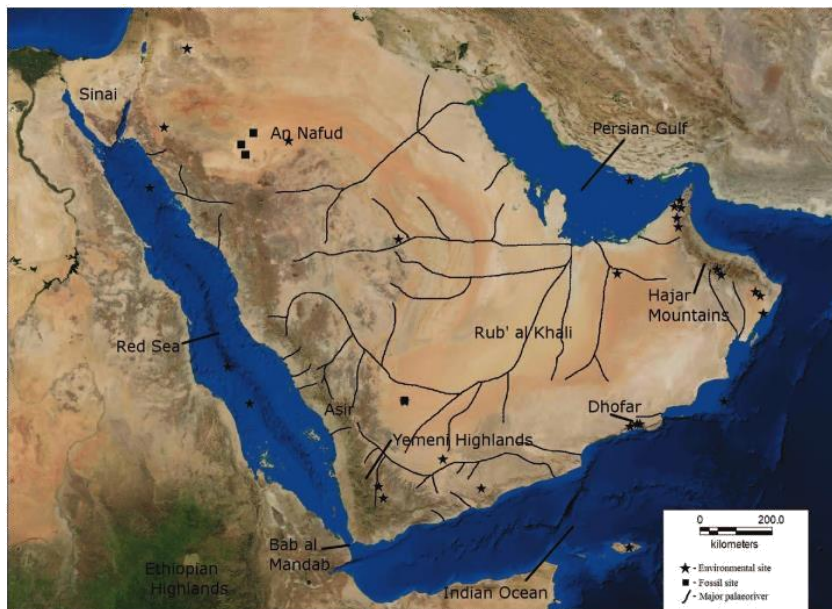 Sinai
An Nafud
Persian Gulf
Hajar
Mountains
Rub' al Khali
Red Sea
Asir
Dhofar
Yemeni Highlands
Bab al
Mandab
Ethiopian
Highlands
Indian Ocean
0 200.0
kilometers
- Environmental site
- Fossil site
- Major palaeoriver